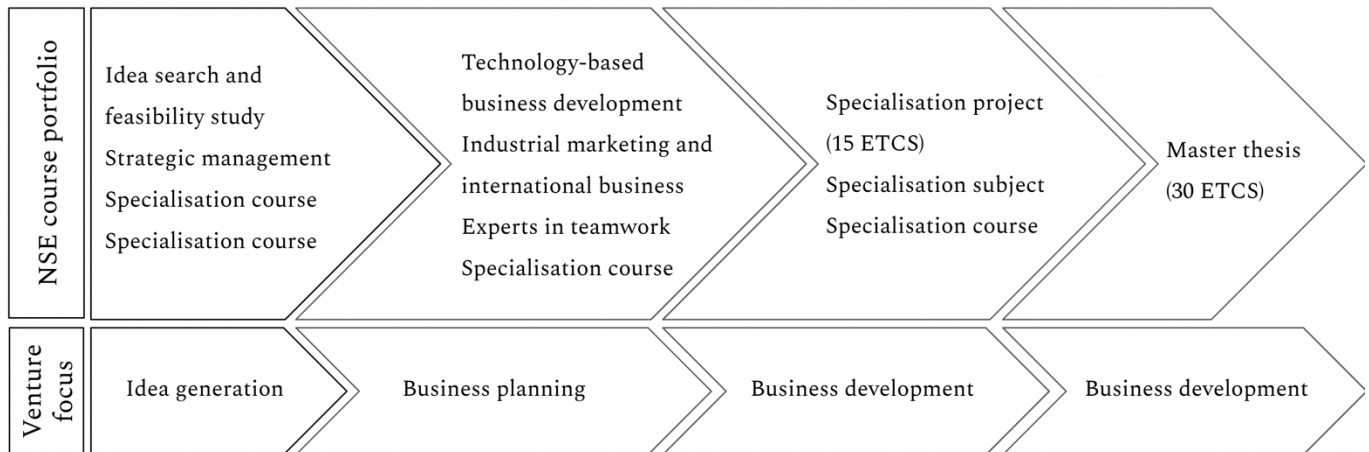 NSE course portfolio
Idea search and
feasibility study
Strategic management
Specialisation course
Specialisation course
Technology-based
business development
Industrial marketing and
international business
Experts in teamwork
Specialisation course
Specialisation project
(15 ETCS)
Specialisation subject
Specialisation course
Master thesis
(30 ETCS)
Venture
focus
Idea generation
Business planning
Business development
Business development